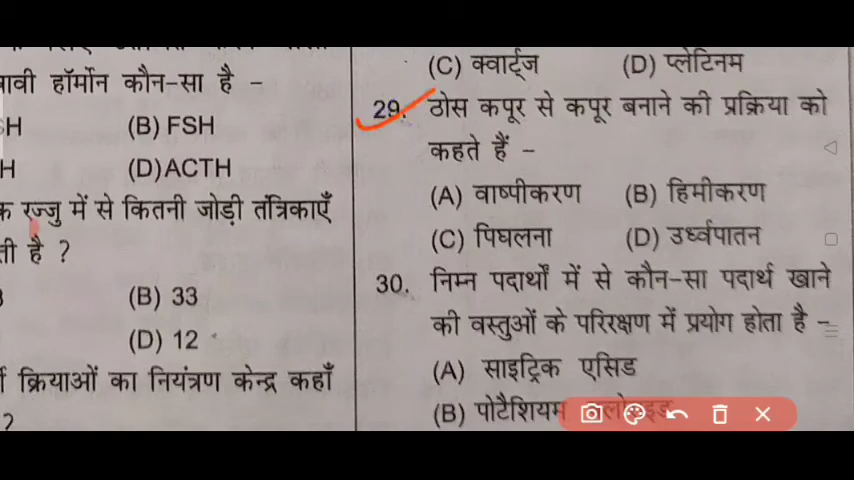 स्रावी हॉर्मोन कौन-सा है -
(B) FSH
(D) ACTH
रज्जु में से कितनी जोड़ी तंत्रिकाएँ
है ?
(B) 33
(D) 12
क्रियाओं का नियंत्रण केन्द्र कहाँ
?
(C) क्वार्ट्ज (D) प्लेटिनम
29. ठोस कपूर से कपूर बनाने की प्रक्रिया को
कहते हैं -
(A) वाष्पीकरण (B) हिमीकरण
(C) पिघलना (D) उर्ध्वपातन
30. निम्न पदार्थों में से कौन-सा पदार्थ खाने
की वस्तुओं के परिरक्षण में प्रयोग होता है -
(A) साइट्रिक एसिड
(B) पोटैशियम